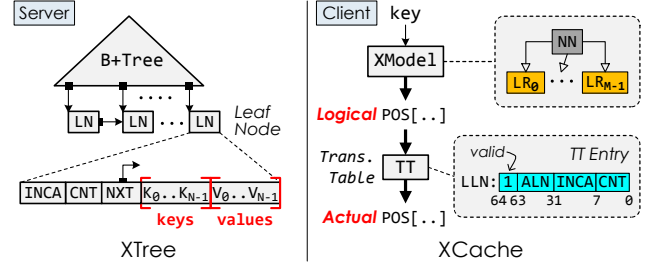 Server
B+Tree
....
LN
LN
...
LN
Leaf
Node
INCA CNT NXT K0..KN-1 V0..VN-1
keys values
XTree
Client
key
XModel
NN
LR0 ... LRM-1
Logical POS[..]
Trans.
Table
TT
valid
TT Entry
LLN: 1 ALN INCA CNT
64 63 31 7 0
Actual POS[..]
XCache